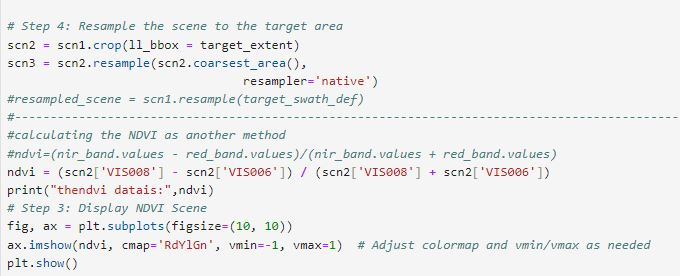 # Step 4: Resample the scene to the target area
scn2 = scn1.crop(ll_bbox = target_extent)
scn3 = scn2.resample(scn2.coarsest_area(),
                                   resampler='native')
#resampled_scene = scn1.resample(target_swath_def)
#------------------------------------------------------------------------------------
#calculating the NDVI as another method
#ndvi=(nir_band.values - red_band.values)/(nir_band.values + red_band.values)
ndvi = (scn2['VIS008'] - scn2['VIS006']) / (scn2['VIS008'] + scn2['VIS006'])
print("thendvi datais:",ndvi)
# Step 3: Display NDVI Scene
fig, ax = plt.subplots(figsize=(10, 10))
ax.imshow(ndvi, cmap='RdYlGn', vmin=-1, vmax=1)  # Adjust colormap and vmin/vmax as needed
plt.show()